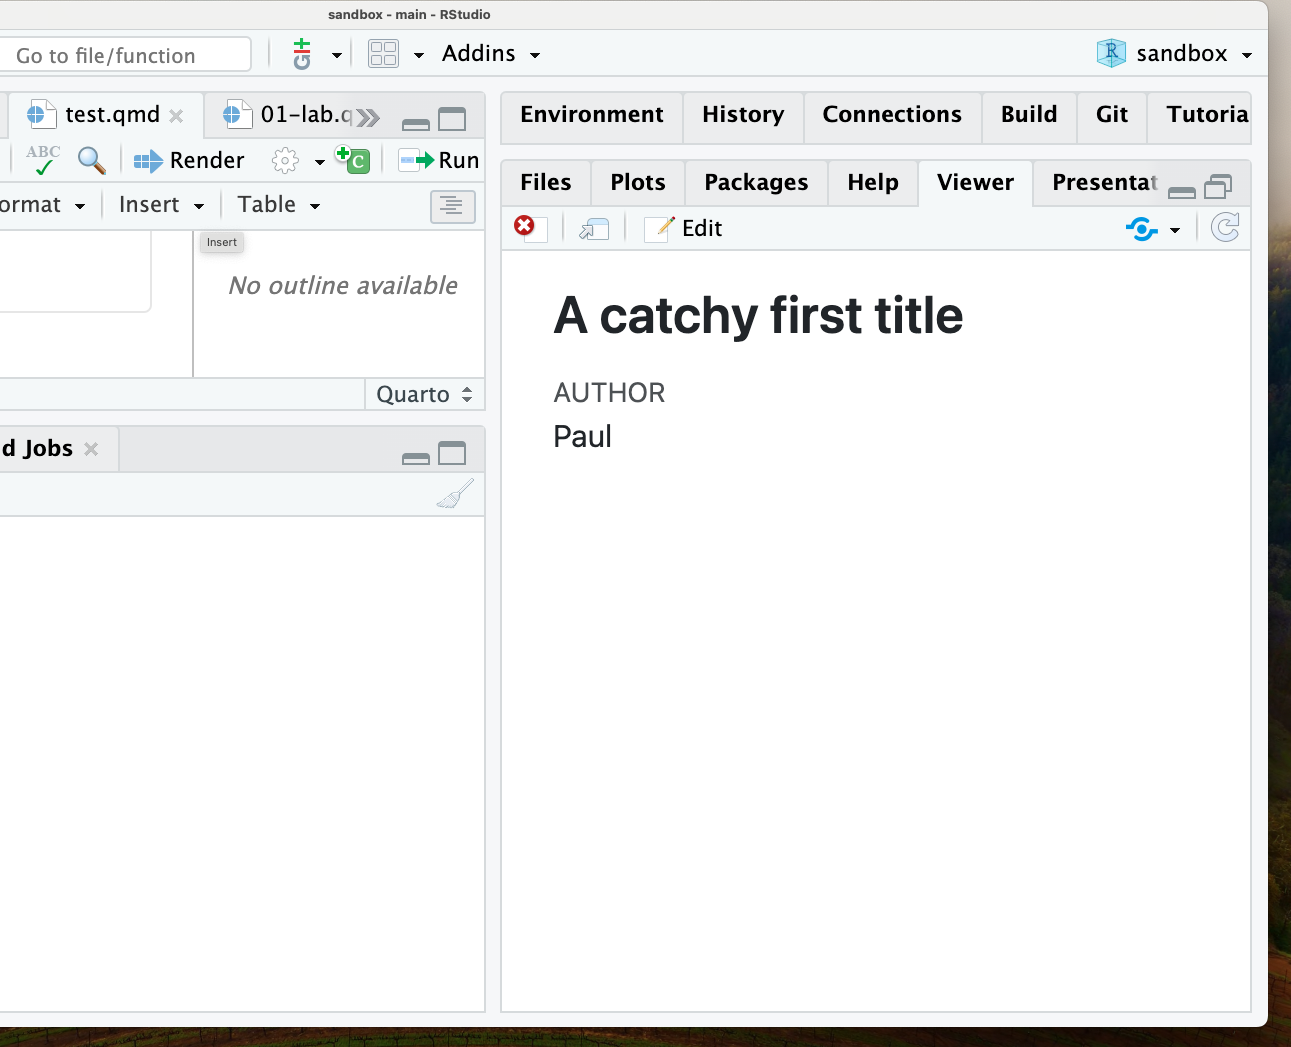 sandbox - main - RStudio
Go to file/function
Addins
sandbox
test.qmd
01-lab.q
Environment
History
Connections
Build
Git
Tutoria
ABC
Render
C
Run
ormat
Insert
Table
Insert
No outline available
Quarto
d Jobs
Files
Plots
Packages
Help
Viewer
Presentat
Edit
A catchy first title
AUTHOR
Paul